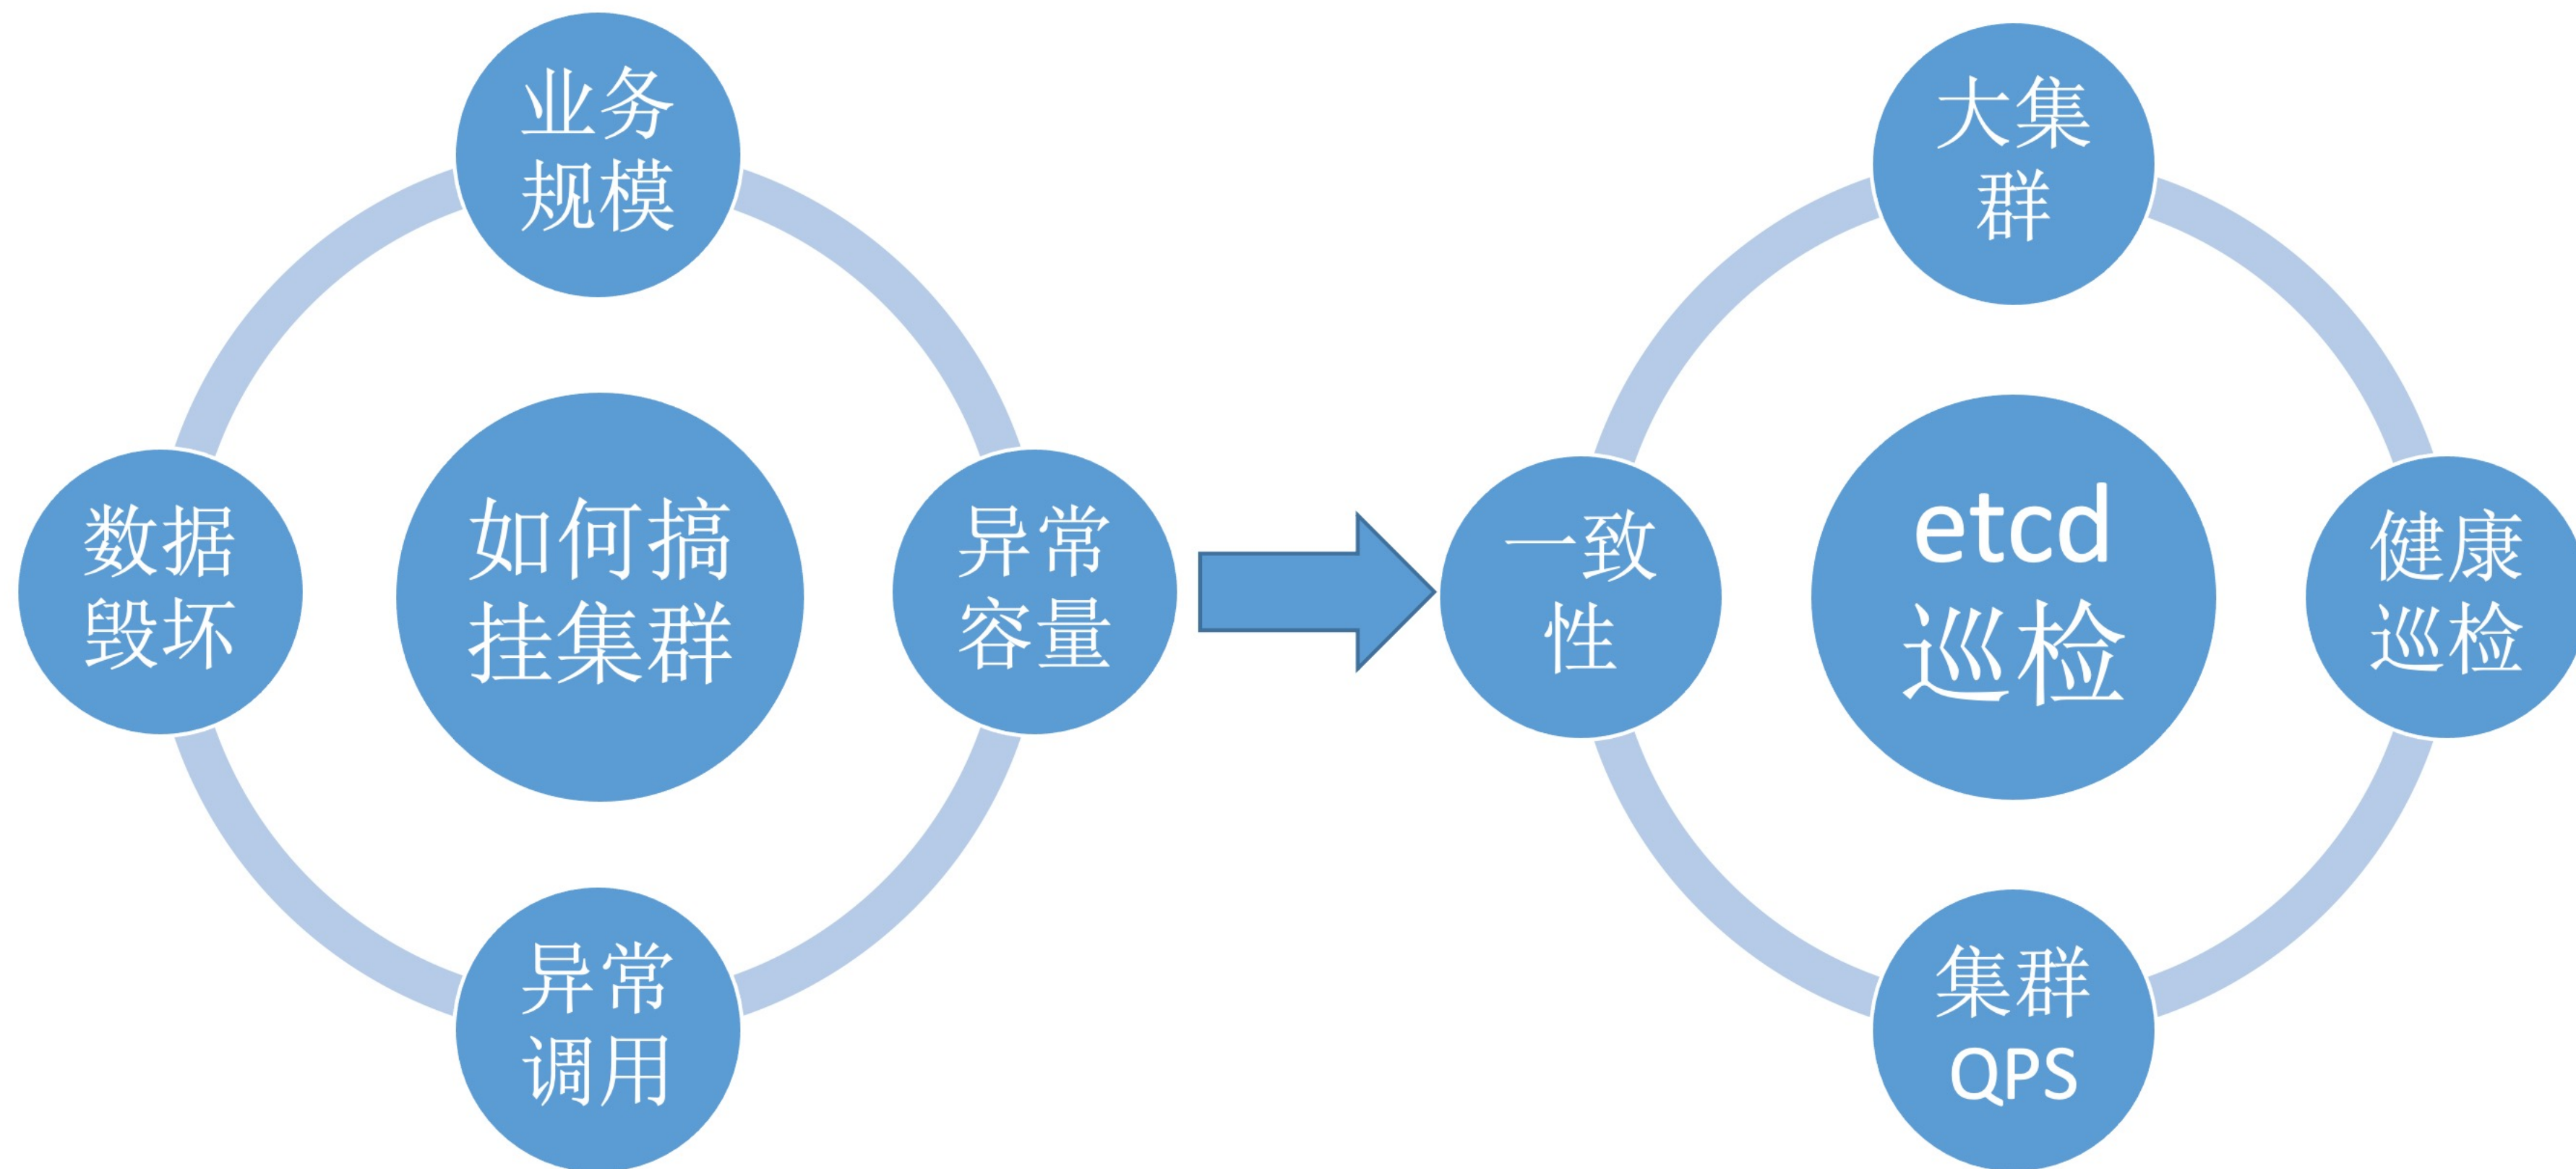 业务
规模
数据
毁坏
如何搞
挂集群
异常
容量
异常
调用
大集
群
一致
性
etcd
巡检
健康
巡检
集群
QPS